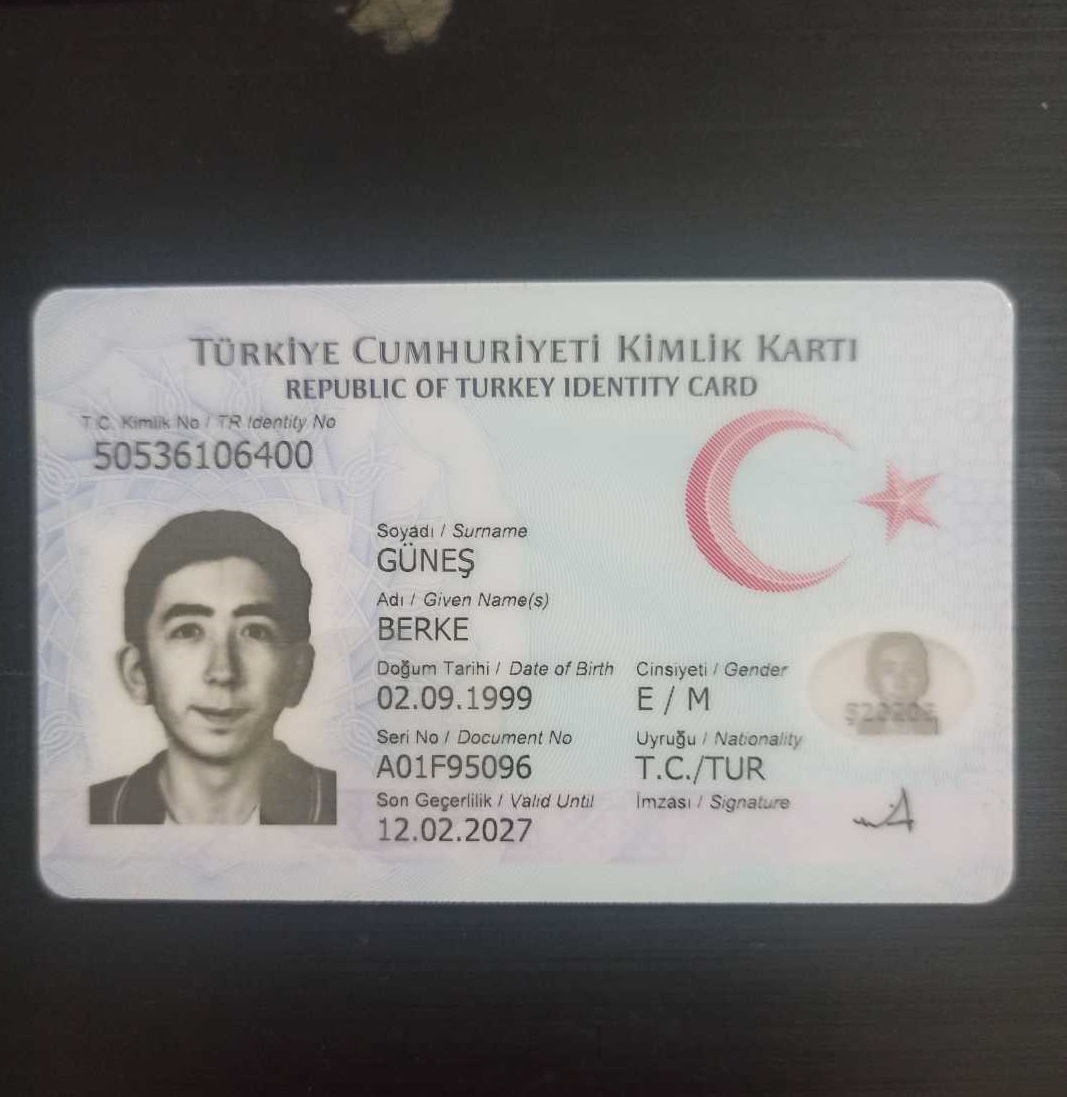 TÜRKİYE CUMHURİYETİ KİMLİK KARTI
REPUBLIC OF TURKEY IDENTITY CARD
T.C. Kimlik No / TR Identity No
50536106400
Soyadı / Surname
GÜNEŞ
Adı / Given Name(s)
BERKE
Doğum Tarihi / Date of Birth Cinsiyeti / Gender
02.09.1999 E / M
Seri No / Document No Uyruğu / Nationality
A01F95096 T.C./TUR
Son Geçerlilik / Valid Until İmzası / Signature
12.02.2027